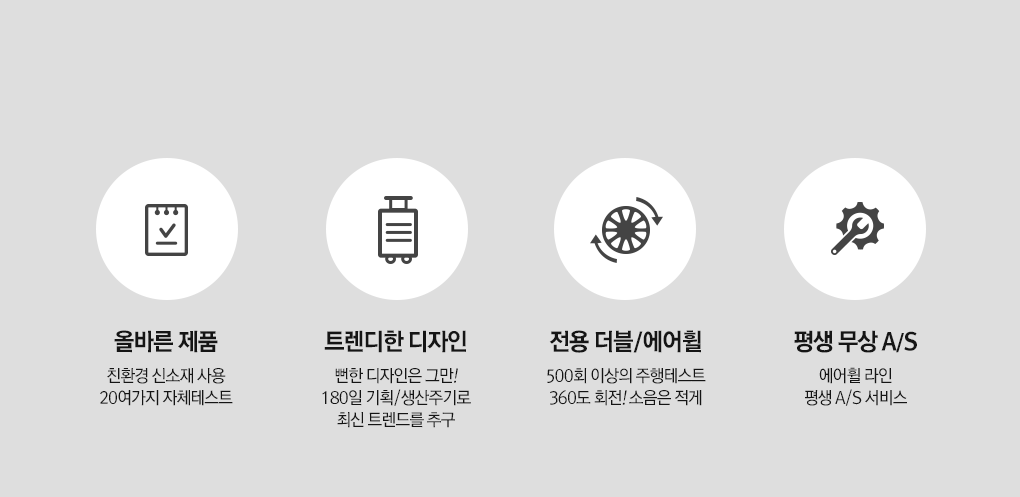 올바른 제품
친환경 신소재 사용
20여가지 자체테스트
트렌디한 디자인
뻔한 디자인은 그만!
180일 기획/생산주기로
최신 트렌드를 추구
전용 더블/에어휠
500회 이상의 주행테스트
360도 회전! 소음은 적게
평생 무상 A/S
에어휠 라인
평생 A/S 서비스